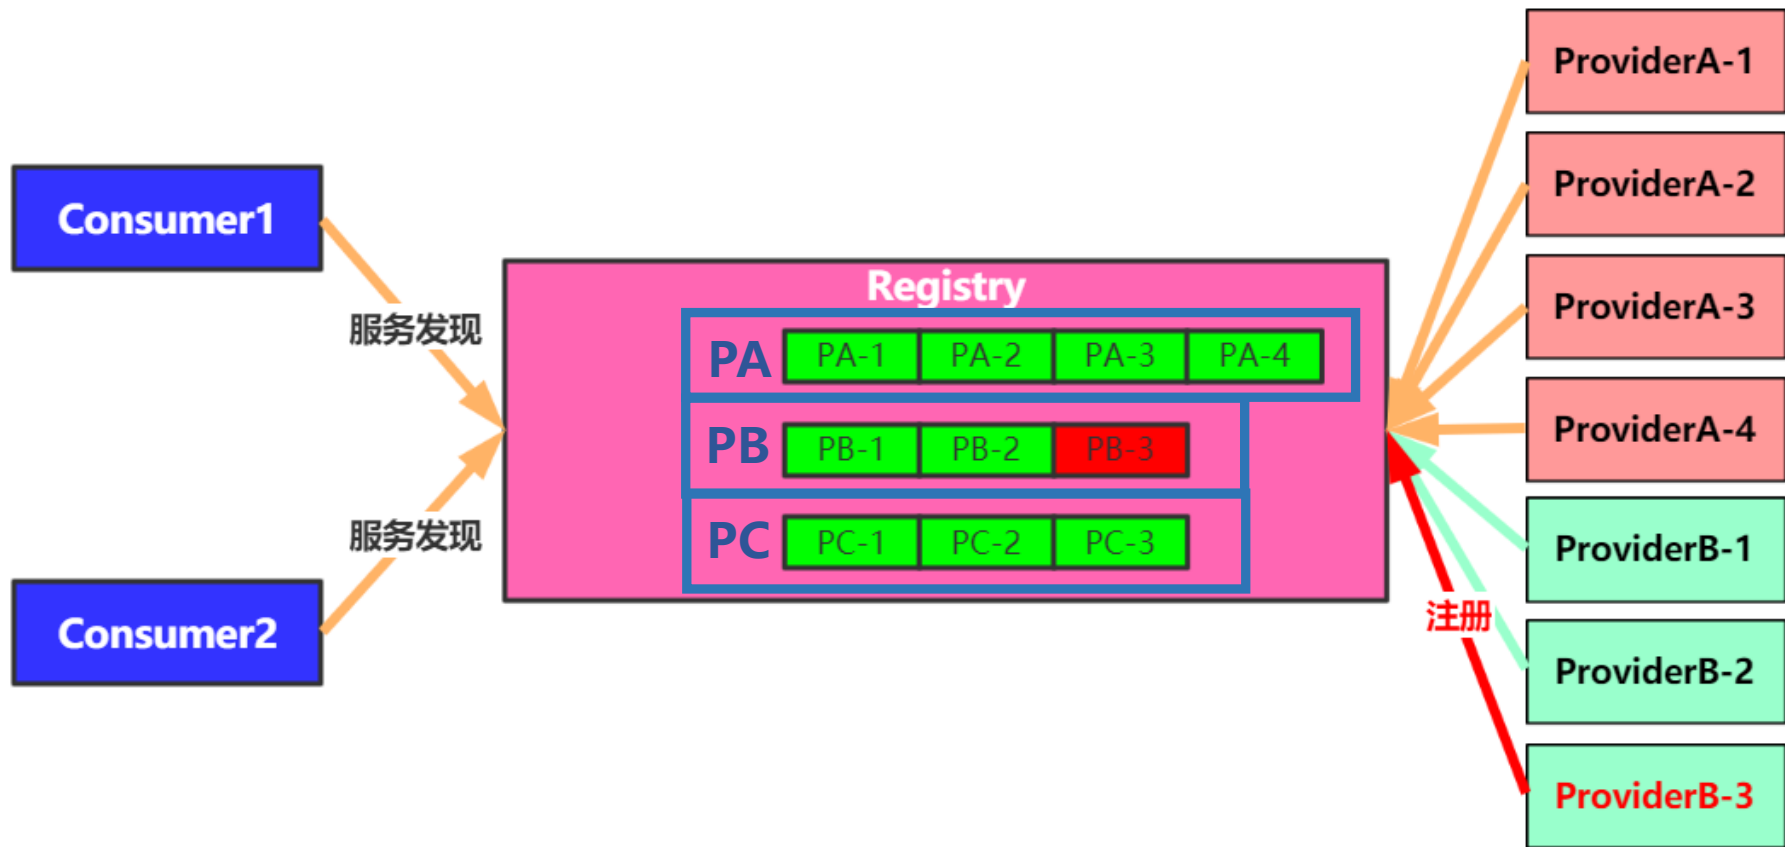 Consumer1
服务发现
Consumer2
服务发现
Registry
PA PA-1 PA-2 PA-3 PA-4
PB PB-1 PB-2 PB-3
PC PC-1 PC-2 PC-3
注册
ProviderA-1
ProviderA-2
ProviderA-3
ProviderA-4
ProviderB-1
ProviderB-2
ProviderB-3